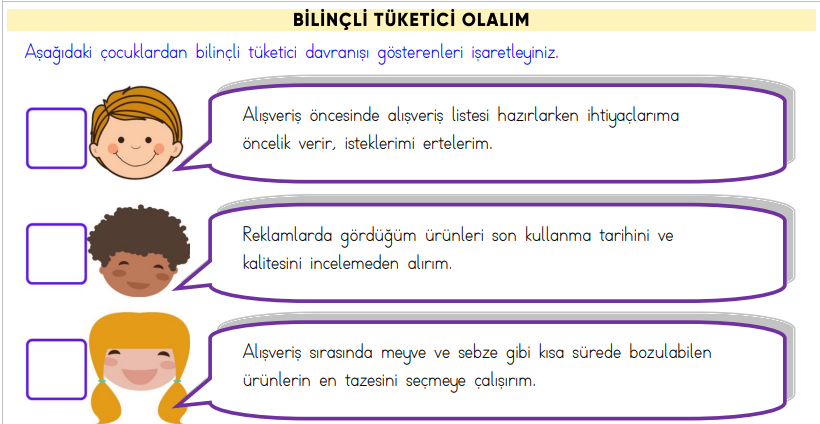 BİLİNÇLİ TÜKETİCİ OLALIM
Aşağıdaki çocuklardan bilinçli tüketici davranışı gösterenleri işaretleyiniz.
Alışveriş öncesinde alışveriş listesi hazırlarken ihtiyaçlarıma
öncelik verir, isteklerimi ertelerim.
Reklamlarda gördüğüm ürünleri son kullanma tarihini ve
kalitesini incelemeden alırım.
Alışveriş sırasında meyve ve sebze gibi kısa sürede bozulabilen
ürünlerin en tazesini seçmeye çalışırım.